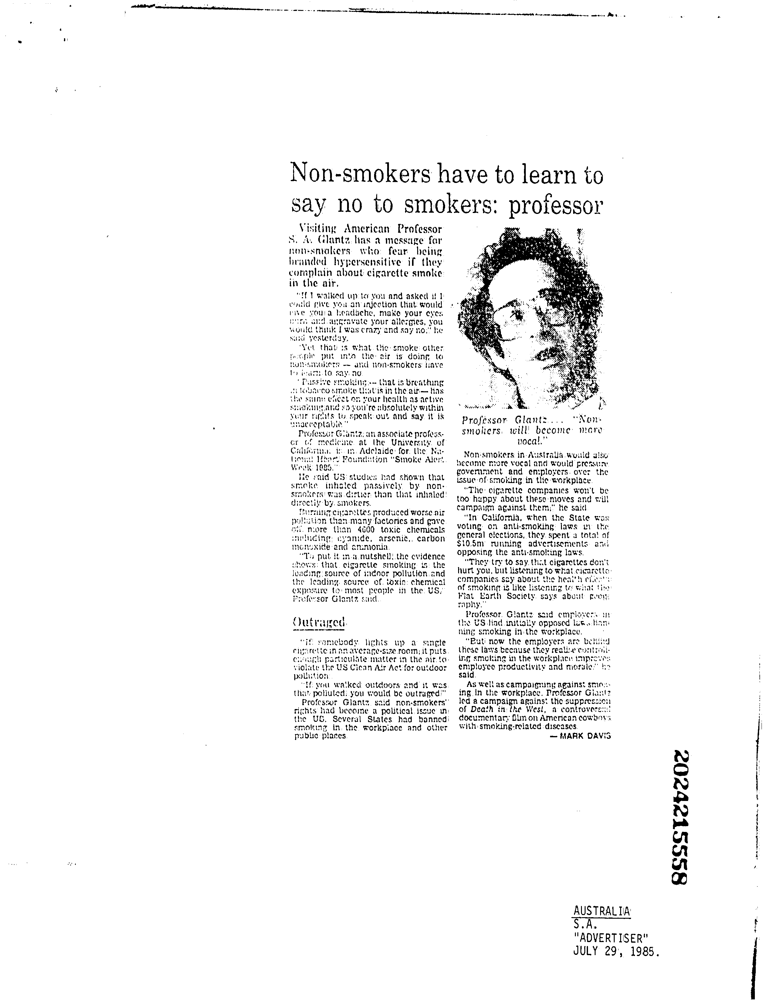 Non-smokers have to learn to
say no to smokers: professor
Visiting American Professor
S. A. Glantz has a message for
non-smokers who fear being
branded hypersensitive if they
complain about cigarette smoke
in the air.
"If I walked up to you and asked if I
could give you an injection that would
give you a headache, make your eyes
and aggravate your allergies, you
would think I was crazy and say no," he
said yesterday.
"Yet that is what the smoke other
people put into the air is doing to
non-smokers — and non-smokers have
to learn to say no
"Passive smoking — that is breathing
in tobacco smoke that is in the air — has
the same effect on your health as active
smoking and so you're absolutely within
your rights to speak out and say it is
unacceptable"
Professor Glantz, an associate profess-
or of medicine at the University of
California, is in Adelaide for the Na-
tional Heart Foundation "Smoke Alert
Week 1985."
He said US studies had shown that
smoke inhaled passively by non-
smokers was dirtier than that inhaled
directly by smokers.
Burning cigarettes produced worse air
pollution than many factories and gave
off more than 4000 toxic chemicals
including cyanide, arsenic, carbon
monoxide and ammonia.
"To put it in a nutshell; the evidence
shows that cigarette smoking is the
leading source of indoor pollution and
the leading source of toxic chemical
exposure to most people in the US,"
Professor Glantz said.
Outraged
"If somebody lights up a single
cigarette in an average-size room, it puts
enough particulate matter in the air to
violate the US Clean Air Act for outdoor
pollution
"If you walked outdoors and it was
that polluted, you would be outraged"
Professor Glantz said non-smokers'
rights had become a political issue in
the US. Several States had banned
smoking in the workplace and other
public places
Professor Glantz ... "Non-
smokers will become more
vocal."
Non-smokers in Australia would also
become more vocal and would pressure
government and employers over the
issue of smoking in the workplace
"The cigarette companies won't be
too happy about these moves and will
campaign against them," he said
"In California, when the State was
voting on anti-smoking laws in the
general elections, they spent a total of
$10.5m running advertisements and
opposing the anti-smoking laws.
"They try to say that cigarettes don't
hurt you, but listening to what cigarette
companies say about the health effects
of smoking is like listening to what the
Flat Earth Society says about geog-
raphy."
Professor Glantz said employers in
the US had initially opposed laws ban-
ning smoking in the workplace.
"But now the employers are behind
these laws because they realise controll-
ing smoking in the workplace improves
employee productivity and morale," he
said
As well as campaigning against smok-
ing in the workplace, Professor Glantz
led a campaign against the suppression
of Death in the West, a controversial
documentary film on American cowboys
with smoking-related diseases
— MARK DAVIS
2024215558
AUSTRALIA
S.A.
"ADVERTISER"
JULY 29, 1985.